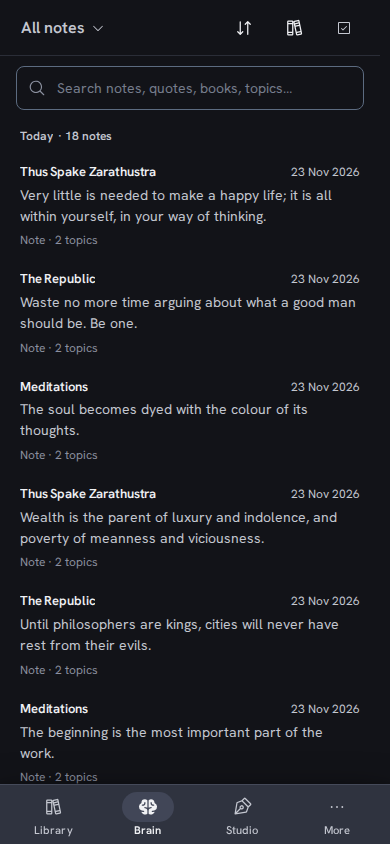 All notes
Search notes, quotes, books, topics...
Today · 18 notes
Thus Spake Zarathustra 23 Nov 2026
Very little is needed to make a happy life; it is all
within yourself, in your way of thinking.
Note · 2 topics
The Republic 23 Nov 2026
Waste no more time arguing about what a good man
should be. Be one.
Note · 2 topics
Meditations 23 Nov 2026
The soul becomes dyed with the colour of its
thoughts.
Note · 2 topics
Thus Spake Zarathustra 23 Nov 2026
Wealth is the parent of luxury and indolence, and
poverty of meanness and viciousness.
Note · 2 topics
The Republic 23 Nov 2026
Until philosophers are kings, cities will never have
rest from their evils.
Note · 2 topics
Meditations 23 Nov 2026
The beginning is the most important part of the
work.
Note · 2 topics
Library Brain Studio More